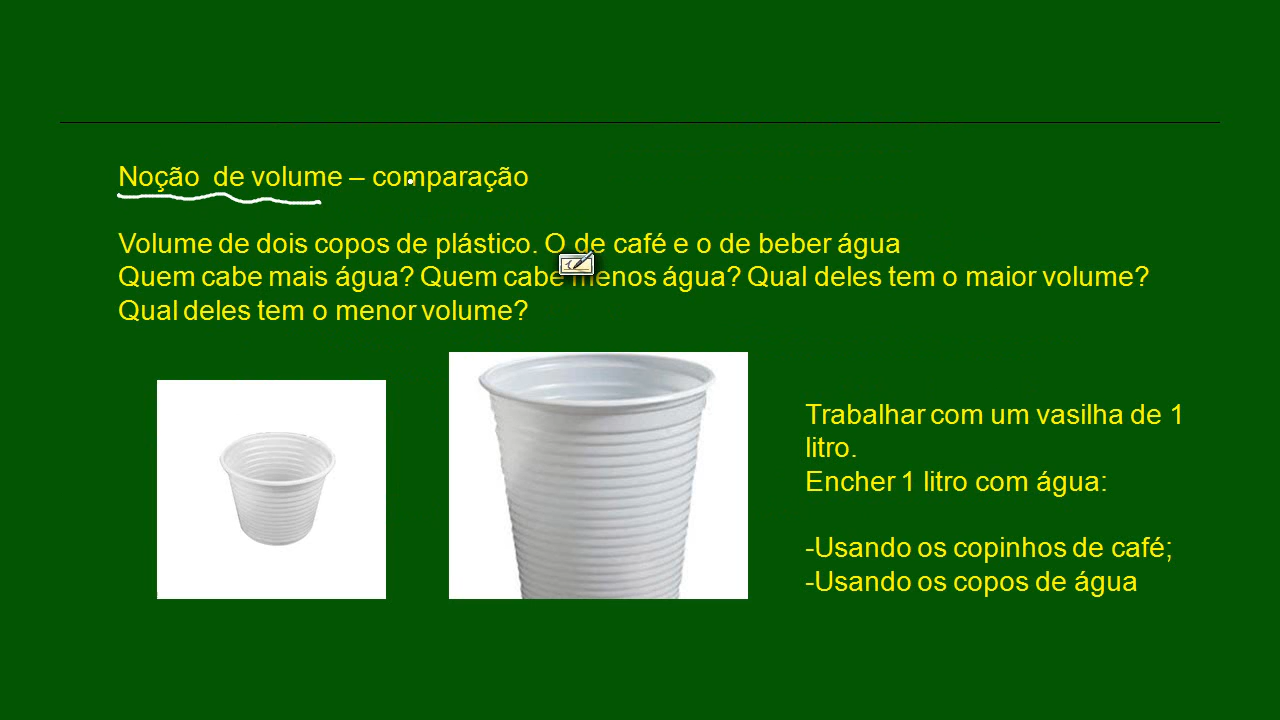 Noção  de volume – comparação
Volume de dois copos de plástico. O de café e o de beber água
Quem cabe mais água? Quem cabe menos água? Qual deles tem o maior volume?
Qual deles tem o menor volume?
Trabalhar com um vasilha de 1
litro.
Encher 1 litro com água:
-Usando os copinhos de café;
-Usando os copos de água